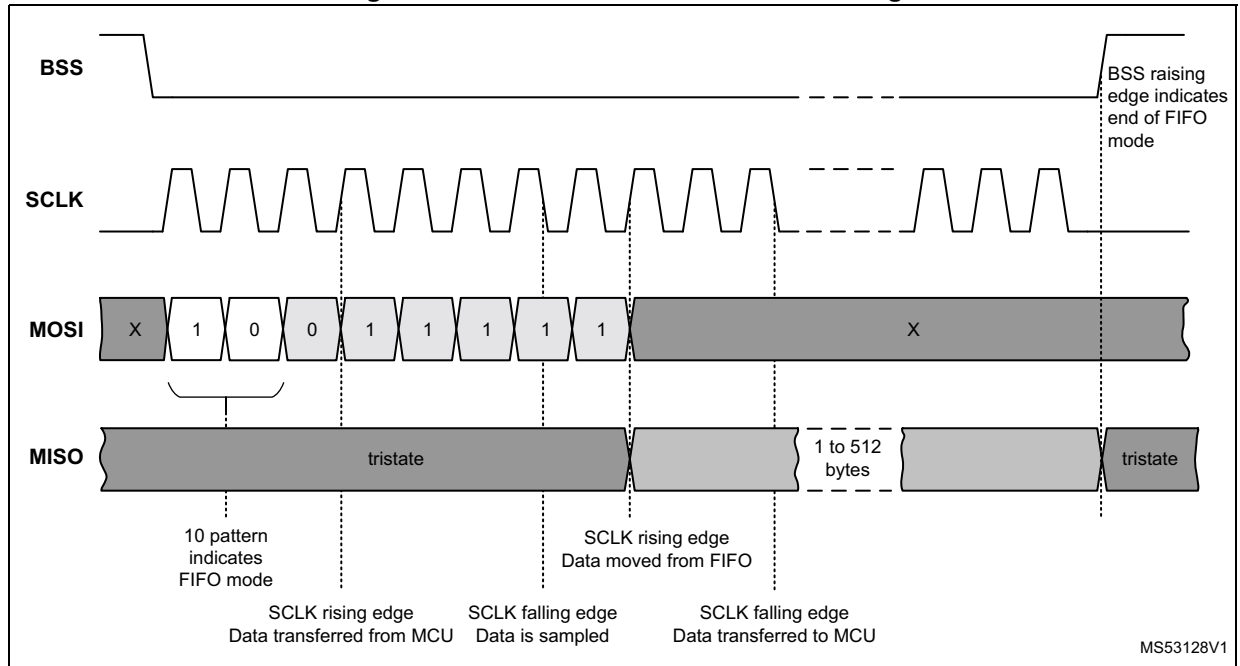 BSS
BSS raising
edge indicates
end of FIFO
mode
SCLK
MOSI
X 1 0 0 1 1 1 1 1 X
MISO
tristate
1 to 512
bytes
tristate
10 pattern
indicates
FIFO mode
SCLK rising edge
Data moved from FIFO
SCLK rising edge
Data transferred from MCU
SCLK falling edge
Data is sampled
SCLK falling edge
Data transferred to MCU
MS53128V1